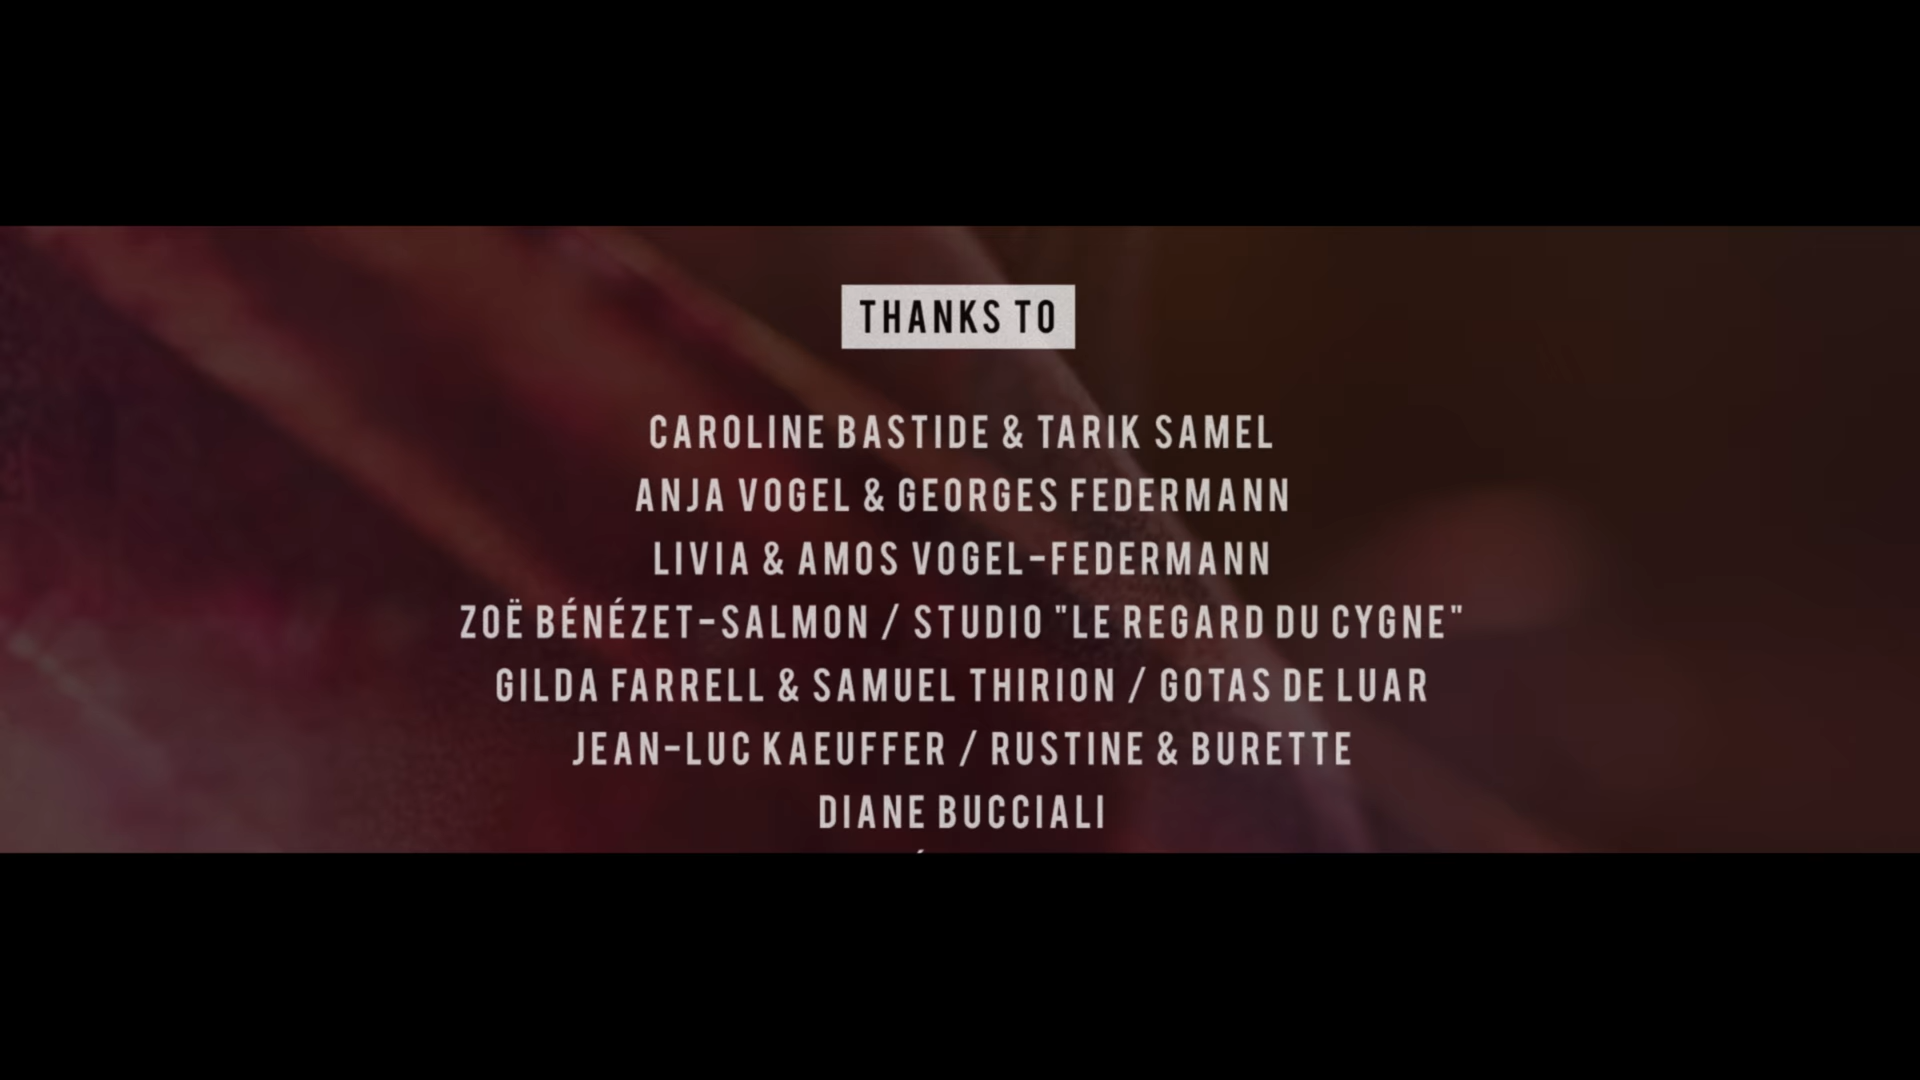 THANKS TO
CAROLINE BASTIDE & TARIK SAMEL
ANJA VOGEL & GEORGES FEDERMANN
LIVIA & AMOS VOGEL-FEDERMANN
ZOË BÉNÉZET-SALMON / STUDIO "LE REGARD DU CYGNE"
GILDA FARRELL & SAMUEL THIRION / GOTAS DE LUAR
JEAN-LUC KAEUFFER / RUSTINE & BURETTE
DIANE BUCCIALI